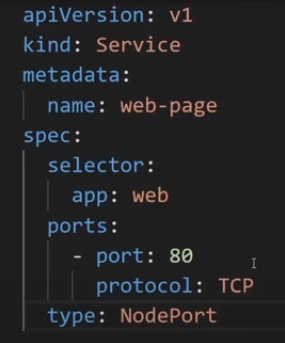 apiVersion: v1
kind: Service
metadata:
  name: web-page
spec:
  selector:
    app: web
  ports:
    - port: 80
      protocol: TCP
  type: NodePort